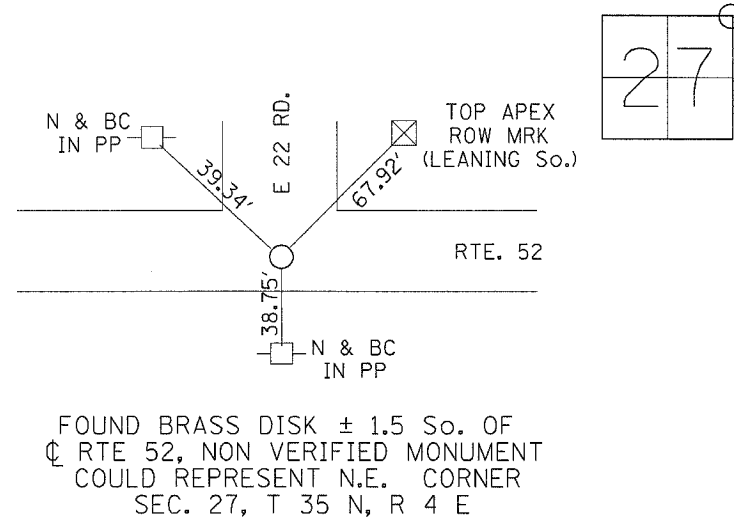 27
N & BC
IN PP
39.34'
E 22 RD.
67.92'
TOP APEX
ROW MRK
(LEANING So.)
RTE. 52
38.75'
N & BC
IN PP
FOUND BRASS DISK ± 1.5 So. OF
℄ RTE 52, NON VERIFIED MONUMENT
COULD REPRESENT N.E. CORNER
SEC. 27, T 35 N, R 4 E